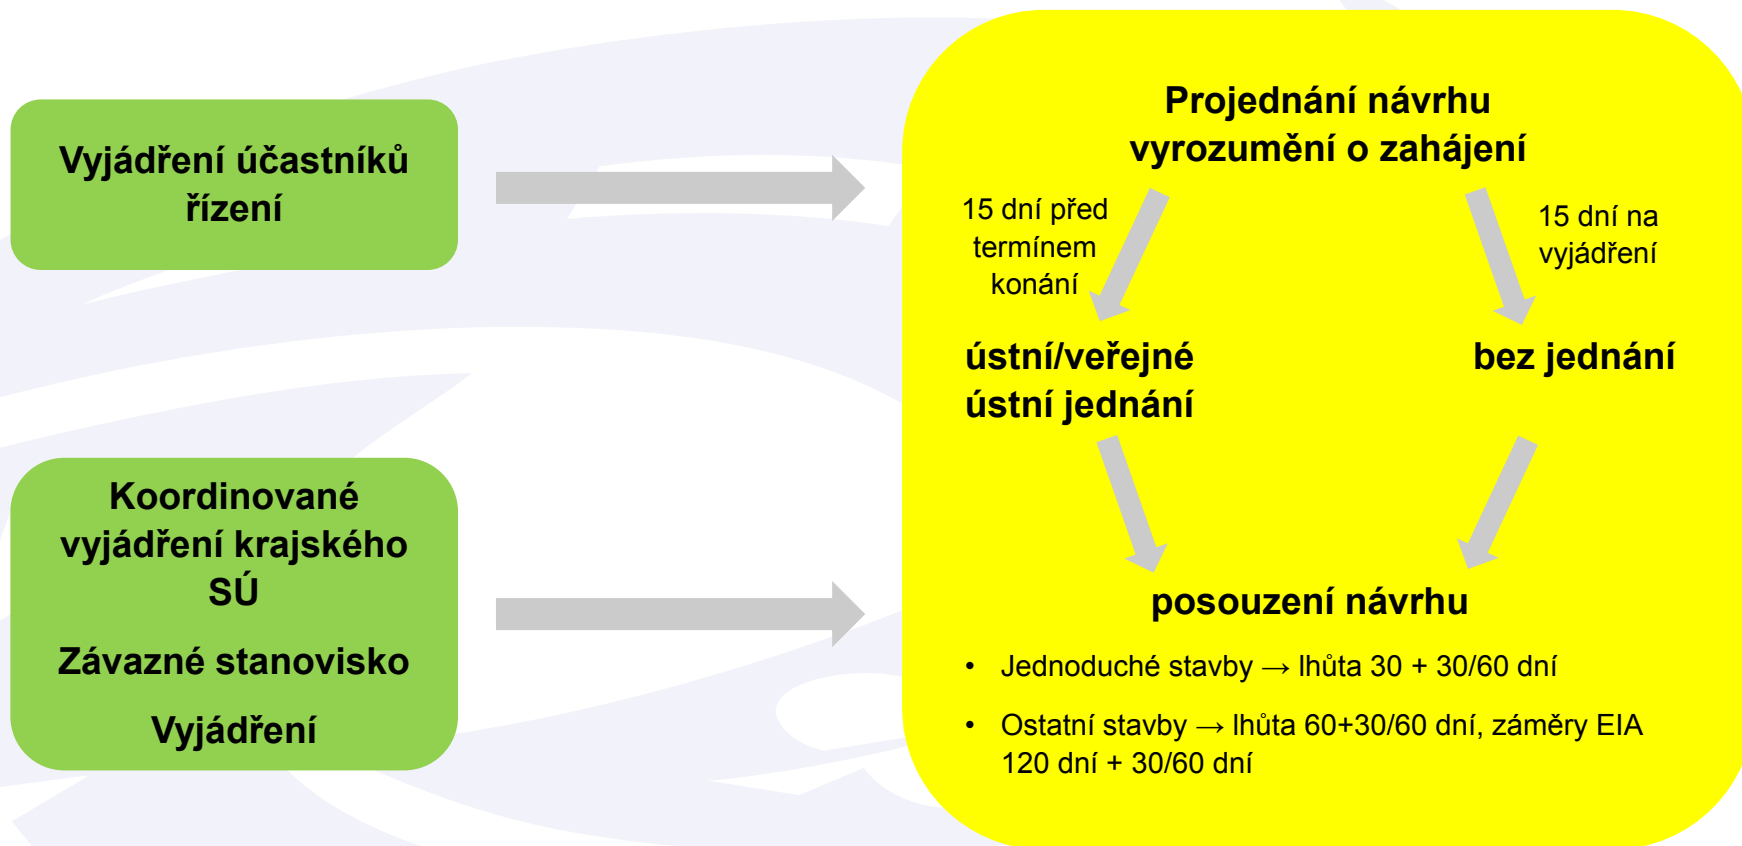 Vyjádření účastníků
řízení
Koordinované
vyjádření krajského
SÚ
Závazné stanovisko
Vyjádření
Projednání návrhu
vyrozumění o zahájení
15 dní před
termínem
konání
15 dní na
vyjádření
ústní/veřejné
ústní jednání
bez jednání
posouzení návrhu
• Jednoduché stavby → lhůta 30 + 30/60 dní
• Ostatní stavby → lhůta 60+30/60 dní, záměry EIA
120 dní + 30/60 dní